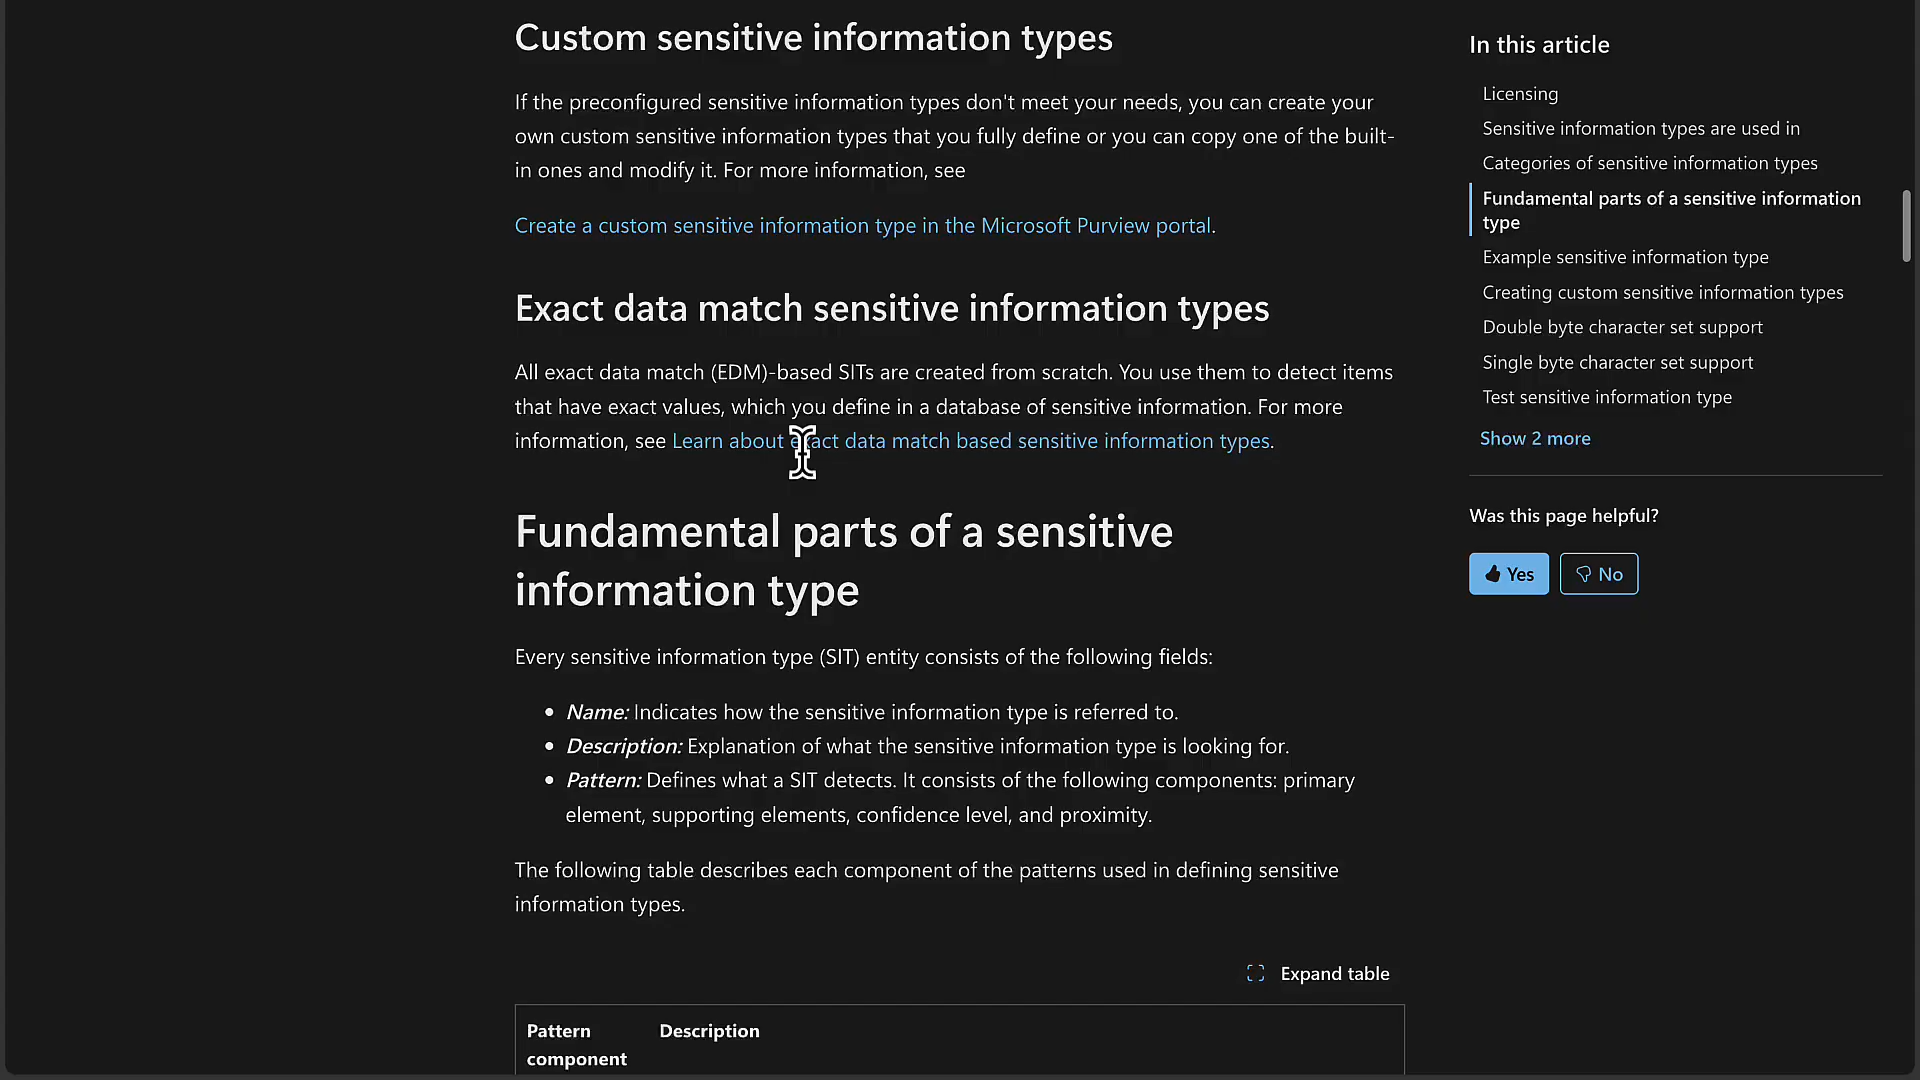 Custom sensitive information types
If the preconfigured sensitive information types don't meet your needs, you can create your
own custom sensitive information types that you fully define or you can copy one of the built-
in ones and modify it. For more information, see
Create a custom sensitive information type in the Microsoft Purview portal.
Exact data match sensitive information types
All exact data match (EDM)-based SITs are created from scratch. You use them to detect items
that have exact values, which you define in a database of sensitive information. For more
information, see Learn about exact data match based sensitive information types.
Fundamental parts of a sensitive
information type
Every sensitive information type (SIT) entity consists of the following fields:
• Name: Indicates how the sensitive information type is referred to.
• Description: Explanation of what the sensitive information type is looking for.
• Pattern: Defines what a SIT detects. It consists of the following components: primary
element, supporting elements, confidence level, and proximity.
The following table describes each component of the patterns used in defining sensitive
information types.
Expand table
Pattern Description
component
In this article
Licensing
Sensitive information types are used in
Categories of sensitive information types
Fundamental parts of a sensitive information
type
Example sensitive information type
Creating custom sensitive information types
Double byte character set support
Single byte character set support
Test sensitive information type
Show 2 more
Was this page helpful?
Yes No